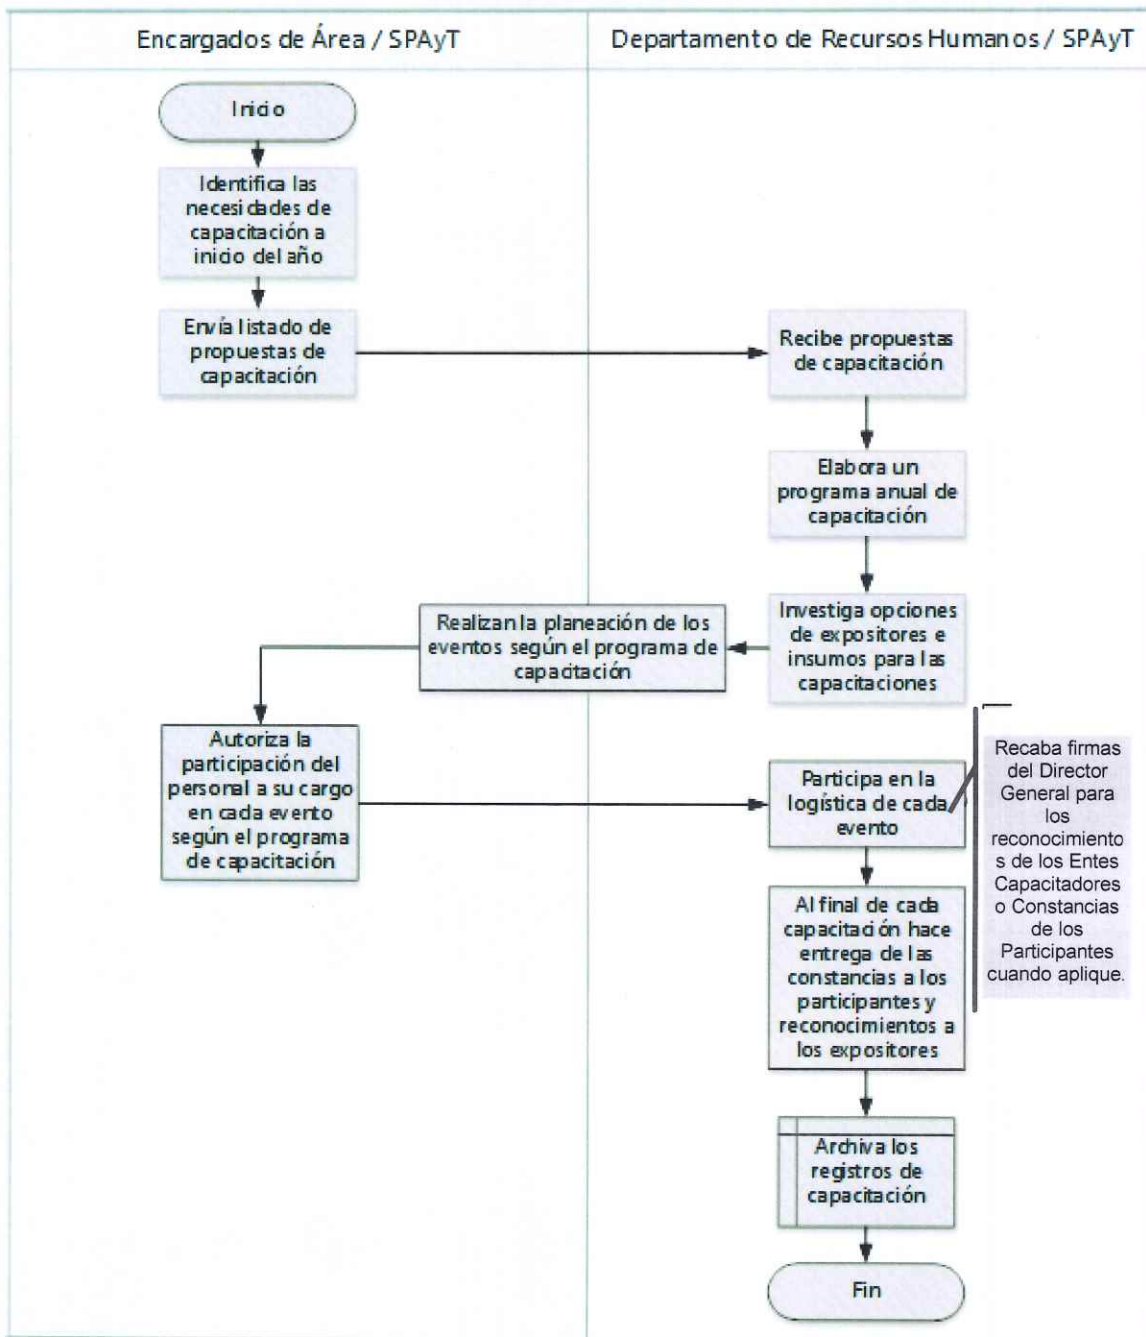 Encargados de Área / SPAyT
Departamento de Recursos Humanos / SPAyT
Inicio
Identifica las
necesidades de
capacitación a
inicio del año
Envía listado de
propuestas de
capacitación
Recibe propuestas
de capacitación
Elabora un
programa anual de
capacitación
Investiga opciones
de expositores e
insumos para las
capacitaciones
Realizan la planeación de los
eventos según el programa de
capacitación
Autoriza la
participación del
personal a su cargo
en cada evento
según el programa
de capacitación
Participa en la
logística de cada
evento
Recaba firmas
del Director
General para
los
reconocimiento
s de los Entes
Capacitadores
o Constancias
de los
Participantes
cuando aplique.
Al final de cada
capacitación hace
entrega de las
constancias a los
participantes y
reconocimientos a
los expositores
Archiva los
registros de
capacitación
Fin